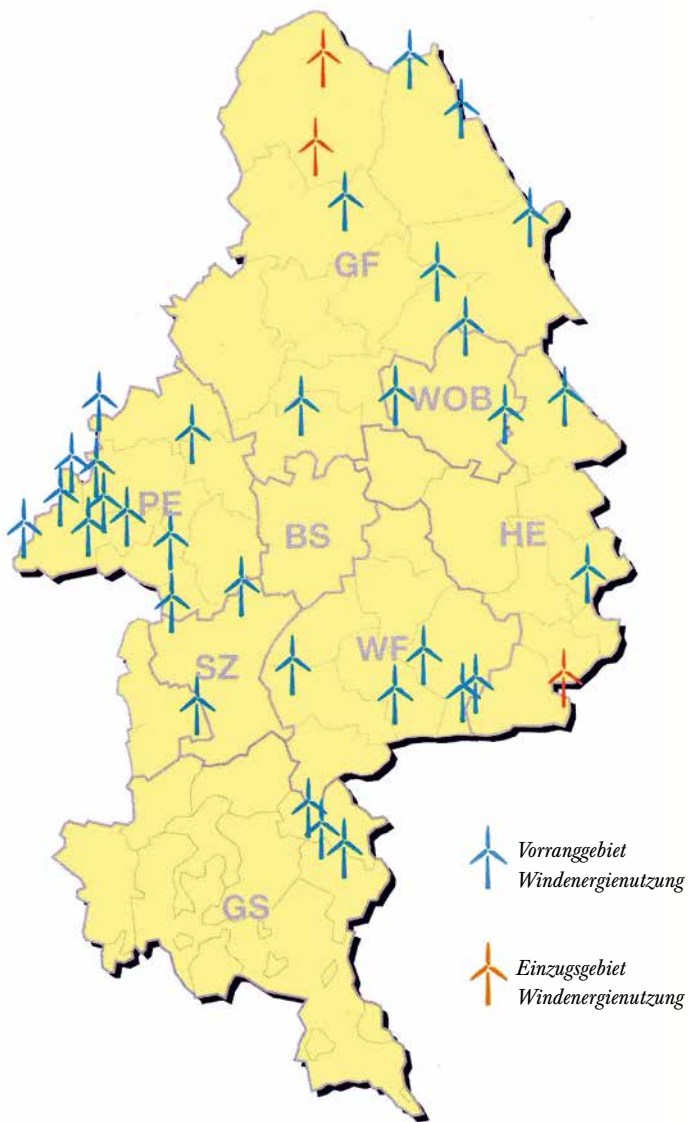 GF
WOB
PE
BS
HE
SZ
WF
GS
Vorranggebiet
Windenergienutzung
Einzugsgebiet
Windenergienutzung